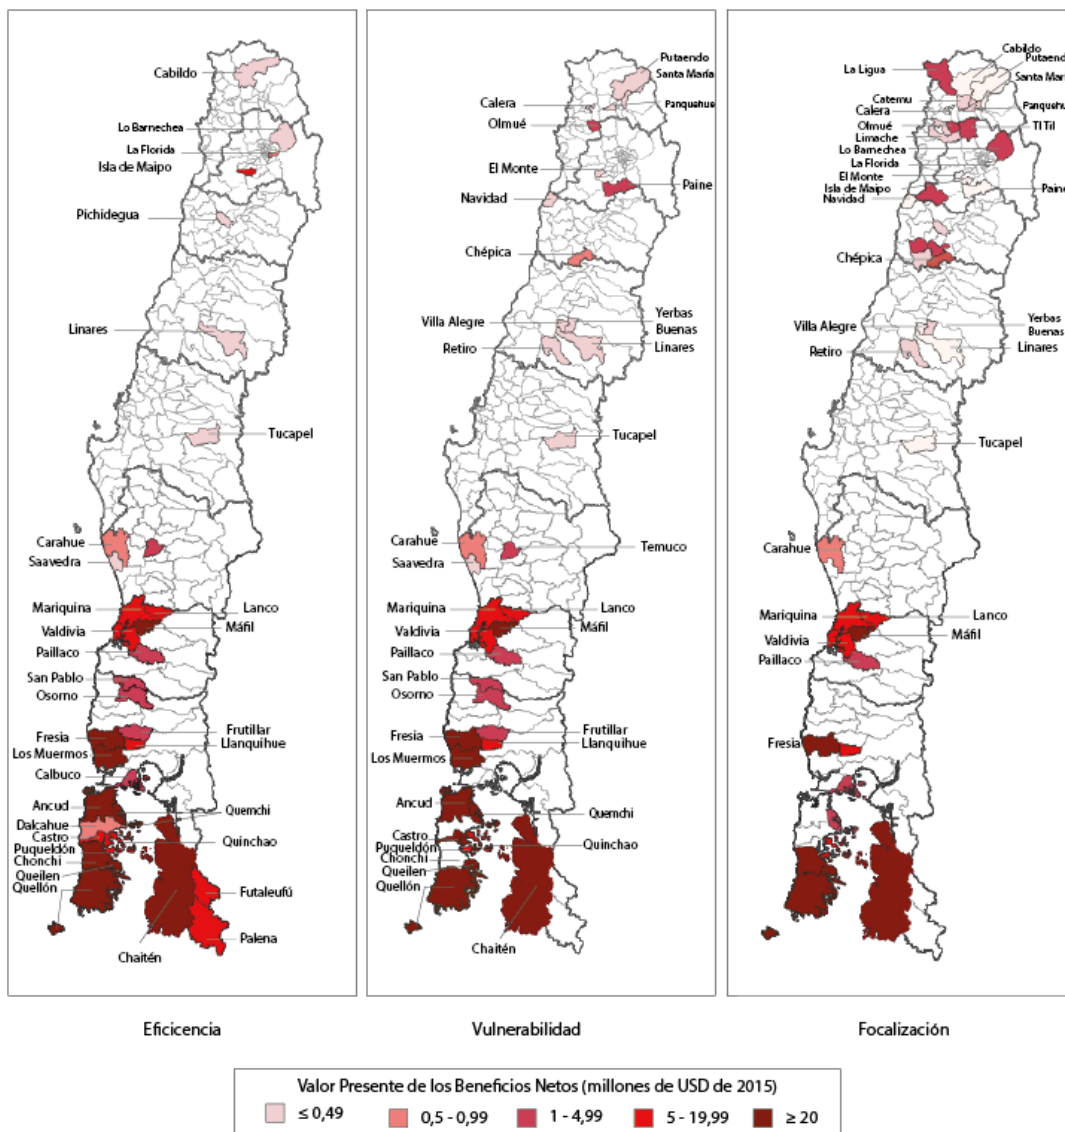 Cabildo
Lo Barnechea
La Florida
Isla de Maipo
Pichidegua
Linares
Tucapel
Carahue
Saavedra
Mariquina
Lanco
Valdivia
Máfil
Paillaco
San Pablo
Osorno
Fresia
Frutillar
Los Muermos
Llanquihue
Calbuco
Ancud
Quemchi
Dalcahue
Castro
Quinchao
Puqueldón
Chonchi
Queilen
Quellón
Futaleufú
Palena
Chaitén
Putaendo
Santa María
Calera
Panquehue
Olmué
El Monte
Paine
Navidad
Chépica
Villa Alegre
Yerbas
Buenas
Retiro
Linares
Tucapel
Carahue
Temuco
Saavedra
Mariquina
Lanco
Valdivia
Máfil
Paillaco
San Pablo
Osorno
Fresia
Frutillar
Llanquihue
Los Muermos
Ancud
Quemchi
Castro
Puqueldón
Quinchao
Chonchi
Queilen
Quellón
Chaitén
Cabildo
Putaendo
La Ligua
Santa María
Catemu
Calera
Panquehue
Olmué
TI Til
Limache
Lo Barnechea
La Florida
El Monte
Isla de Maipo
Paine
Navidad
Chépica
Villa Alegre
Yerbas
Buenas
Retiro
Linares
Tucapel
Carahue
Mariquina
Lanco
Valdivia
Máfil
Paillaco
Fresia
Eficicencia
Vulnerabilidad
Focalización
Valor Presente de los Beneficios Netos (millones de USD de 2015)
≤ 0,49
0,5 - 0,99
1 - 4,99
5 - 19,99
≥ 20